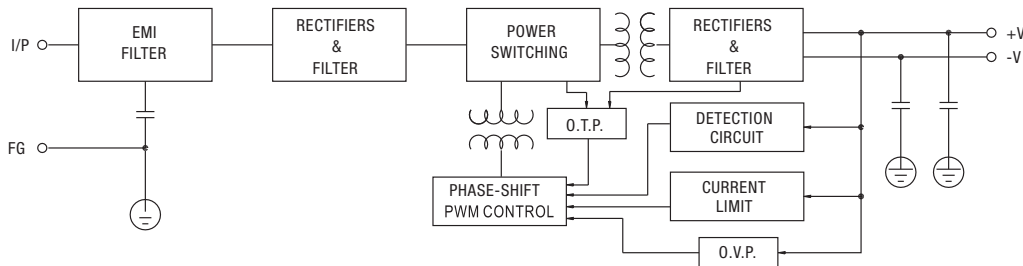 I/P
EMI
FILTER
RECTIFIERS
&
FILTER
POWER
SWITCHING
RECTIFIERS
&
FILTER
+V
-V
O.T.P.
DETECTION
CIRCUIT
FG
PHASE-SHIFT
PWM CONTROL
CURRENT
LIMIT
O.V.P.